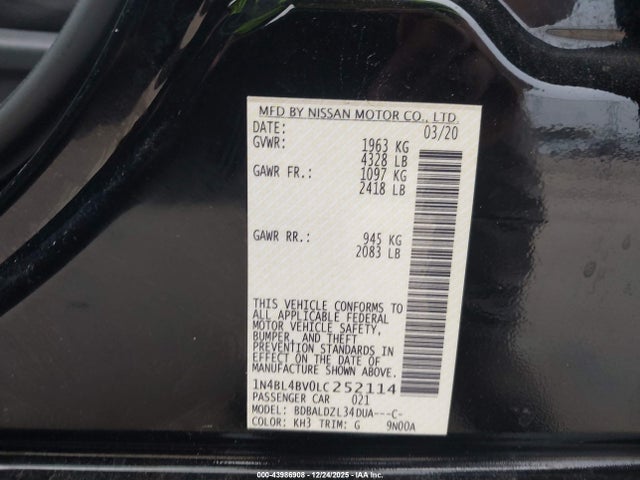 MFD BY NISSAN MOTOR CO., LTD.
DATE: 03/20
GVWR: 1963 KG
4328 LB
GAWR FR.: 1097 KG
2418 LB
GAWR RR.: 945 KG
2083 LB
THIS VEHICLE CONFORMS TO
ALL APPLICABLE FEDERAL
MOTOR VEHICLE SAFETY,
BUMPER, AND THEFT
PREVENTION STANDARDS IN
EFFECT ON THE DATE OF
MANUFACTURE SHOWN ABOVE.
1N4BL4BV0LC252114
PASSENGER CAR 021
MODEL: BDBALDZL34DUA---C-
COLOR: KH3 TRIM: G 9N00A
000-43986908 - 12/24/2025 - IAAI.COM